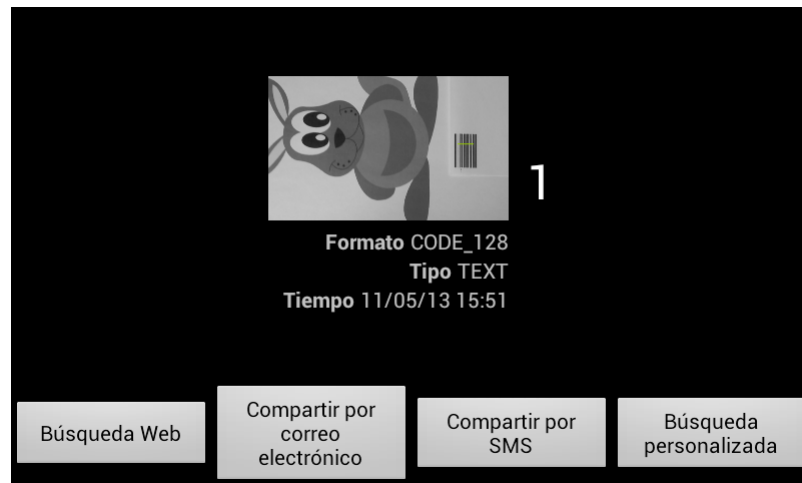 1
Formato CODE_128
Tipo TEXT
Tiempo 11/05/13 15:51
Búsqueda Web
Compartir por
correo
electrónico
Compartir por
SMS
Búsqueda
personalizada